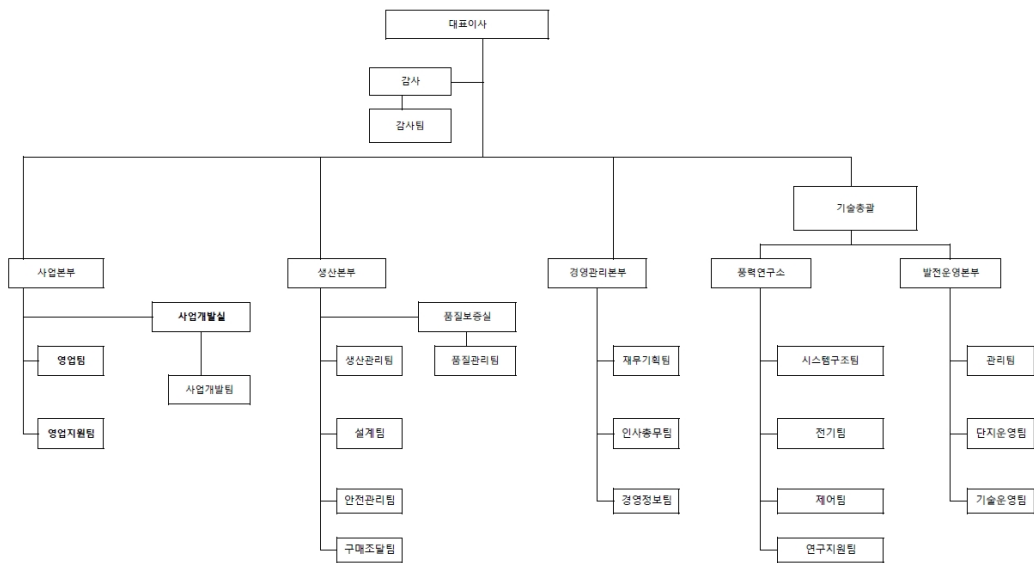 대표이사
감사
감사팀
기술총괄
사업본부
생산본부
경영관리본부
풍력연구소
발전운영본부
사업개발실
품질보증실
영업팀
생산관리팀
품질관리팀
재무기획팀
시스템구조팀
관리팀
사업개발팀
영업지원팀
설계팀
인사총무팀
전기팀
단지운영팀
안전관리팀
경영정보팀
제어팀
기술운영팀
구매조달팀
연구지원팀